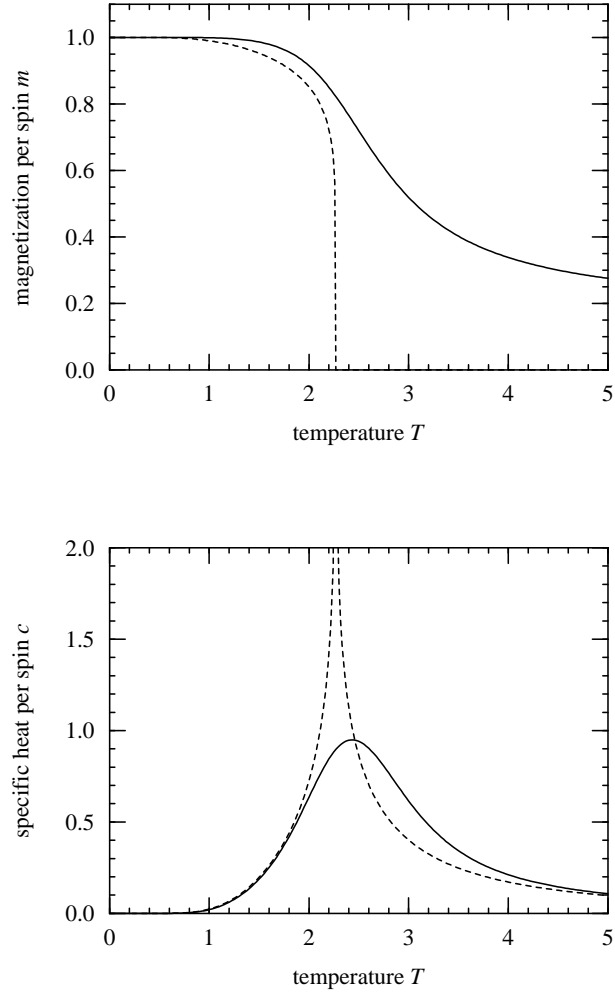 1.0
0.8
0.6
0.4
0.2
0.0
magnetization per spin m
0 1 2 3 4 5
temperature T
2.0
1.5
1.0
0.5
0.0
specific heat per spin c
0 1 2 3 4 5
temperature T